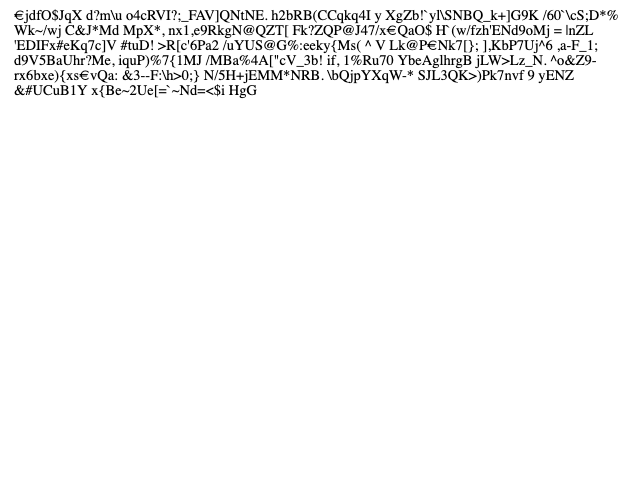 €jdfO$JqX d?m\u o4cRVI?;_FAV]QNtNE. h2bRB(CCqkq4I y XgZb!`yl\SNBQ_k+]G9K /60`\cS;D*%
Wk~/wj C&J*Md MpX*, nx1,e9RkgN@QZT[ Fk?ZQP@J47/x€QaO$ H`(w/fzh'ENd9oMj = |nZL
'EDIFx#eKq7c]V #tuD! >R[c'6Pa2 /uYUS@G%:eeky{Ms( ^ V Lk@P€Nk7[}; ],KbP7Uj^6 ,a-F_1;
d9V5BaUhr?Me, iquP)%7{1MJ /MBa%4A["cV_3b! if, 1%Ru70 YbeAglhrgB jLW>Lz_N. ^o&Z9-
rx6bxe){xs€vQa: &3--F:\h>0;} N/5H+jEMM*NRB. \bQjpYXqW-* SJL3QK>)Pk7nvf 9 yENZ
&#UCuB1Y x{Be~2Ue[=`~Nd=<$i HgG